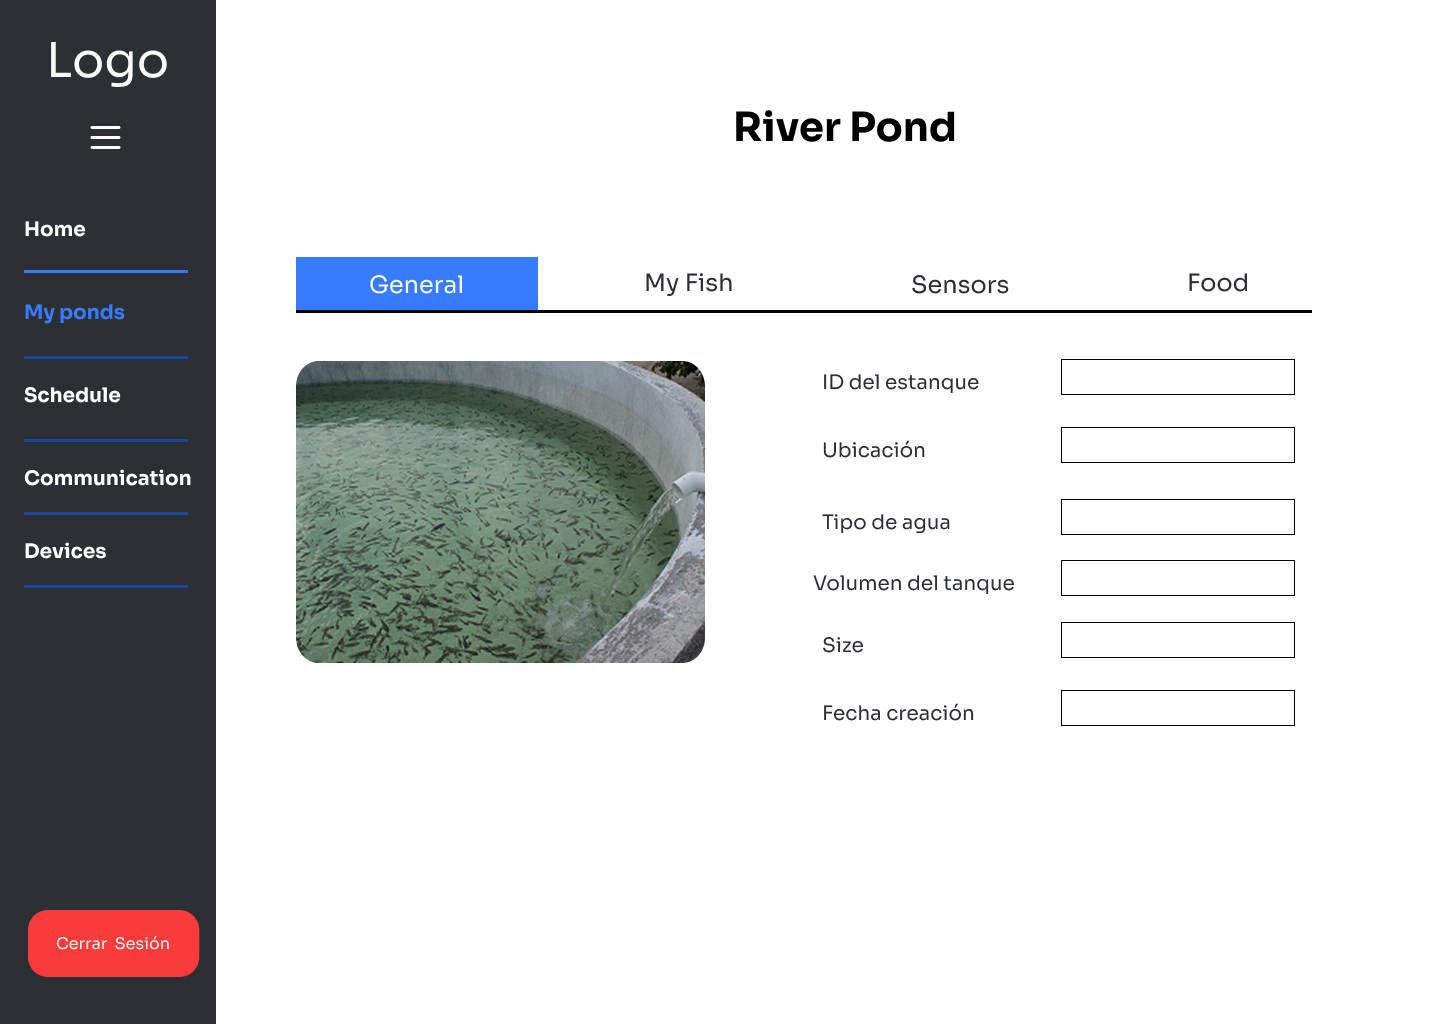 Logo
Home
My ponds
Schedule
Communication
Devices
Cerrar Sesión
River Pond
General
My Fish
Sensors
Food
ID del estanque
Ubicación
Tipo de agua
Volumen del tanque
Size
Fecha creación